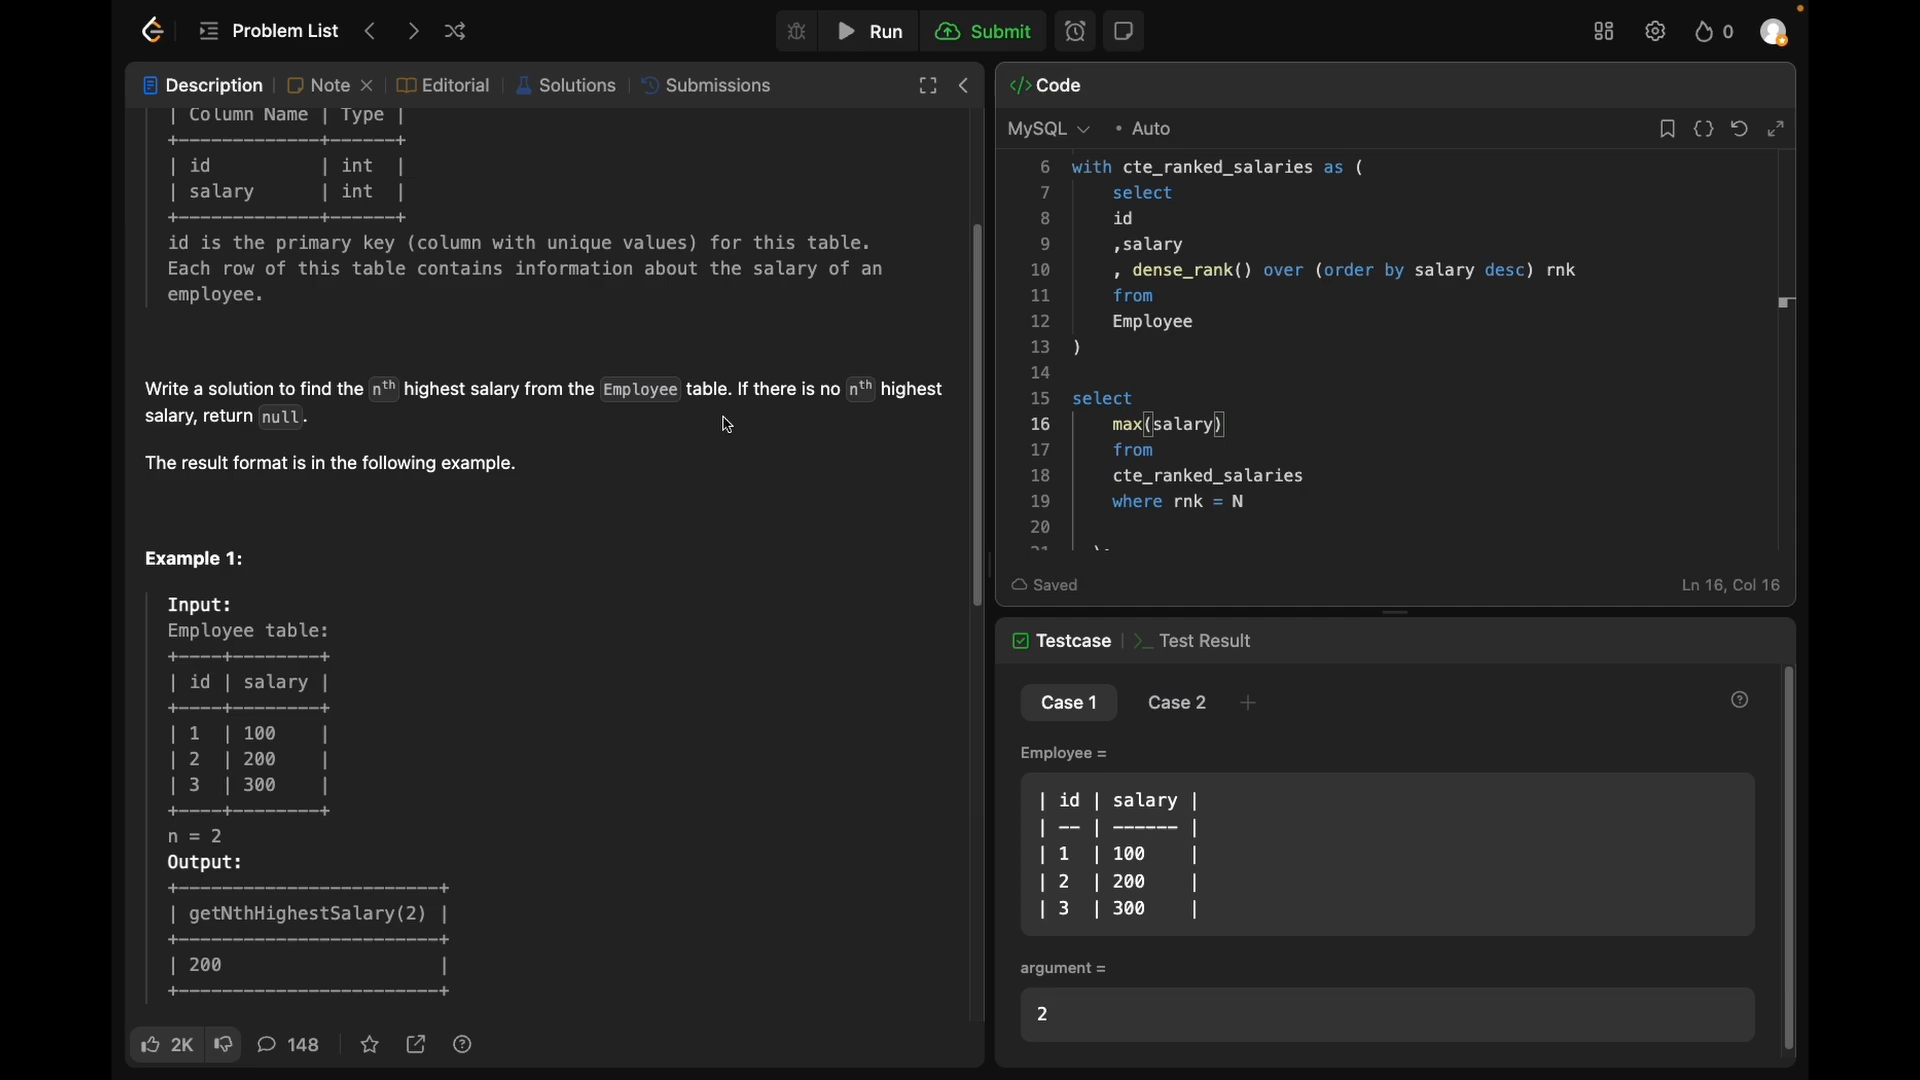 Problem List
Run
Submit
0
Description
Note
Editorial
Solutions
Submissions
| Column Name | Type |
+-------------+------+
| id | int |
| salary | int |
+-------------+------+
id is the primary key (column with unique values) for this table.
Each row of this table contains information about the salary of an
employee.
Write a solution to find the nth highest salary from the Employee table. If there is no nth highest
salary, return null.
The result format is in the following example.
Example 1:
Input:
Employee table:
+----+--------+
| id | salary |
+----+--------+
| 1 | 100 |
| 2 | 200 |
| 3 | 300 |
+----+--------+
n = 2
Output:
+------------------------+
| getNthHighestSalary(2) |
+------------------------+
| 200 |
+------------------------+
2K
148
</> Code
MySQL
• Auto
6 with cte_ranked_salaries as (
7 select
8 id
9 ,salary
10 , dense_rank() over (order by salary desc) rnk
11 from
12 Employee
13 )
14
15 select
16 max(salary)
17 from
18 cte_ranked_salaries
19 where rnk = N
20
21 );
Saved
Ln 16, Col 16
Testcase
Test Result
Case 1
Case 2
Employee =
| id | salary |
| -- | ------ |
| 1 | 100 |
| 2 | 200 |
| 3 | 300 |
argument =
2